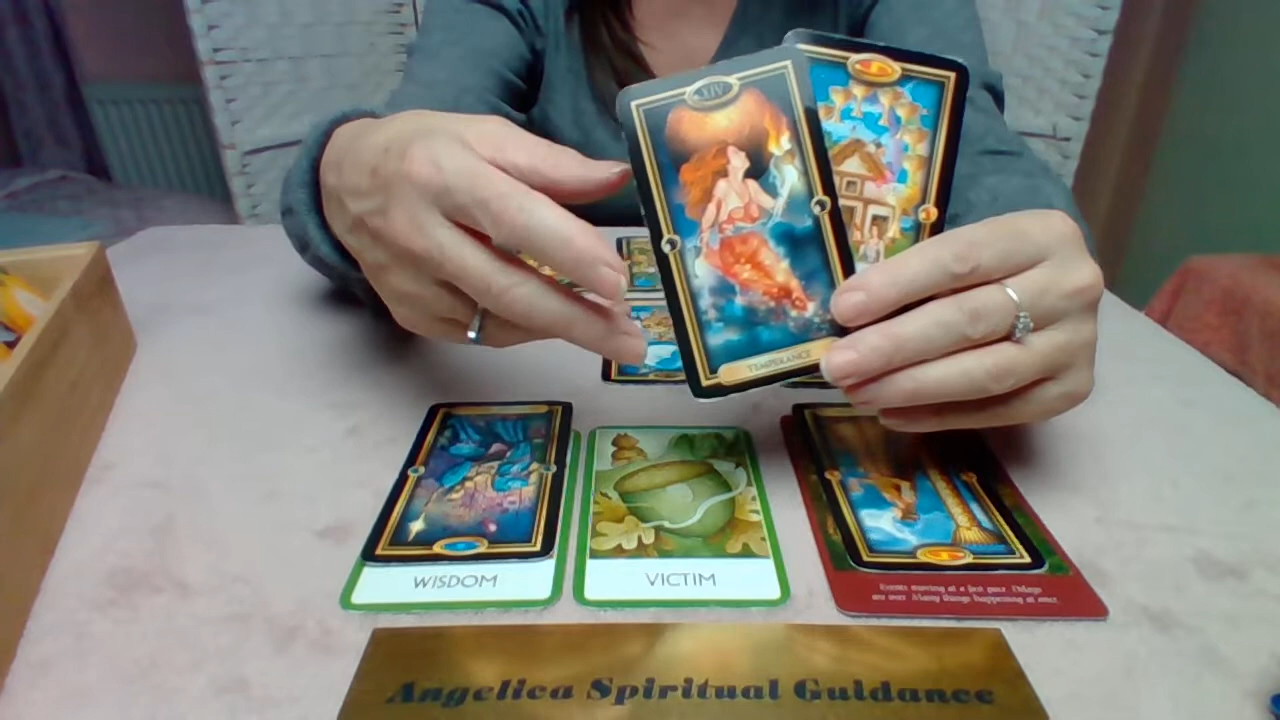 XIV
TEMPERANCE
WISDOM
VICTIM
Events moving at a fast pace. Delays
are over. Many things happening at once.
Angelica Spiritual Guidance